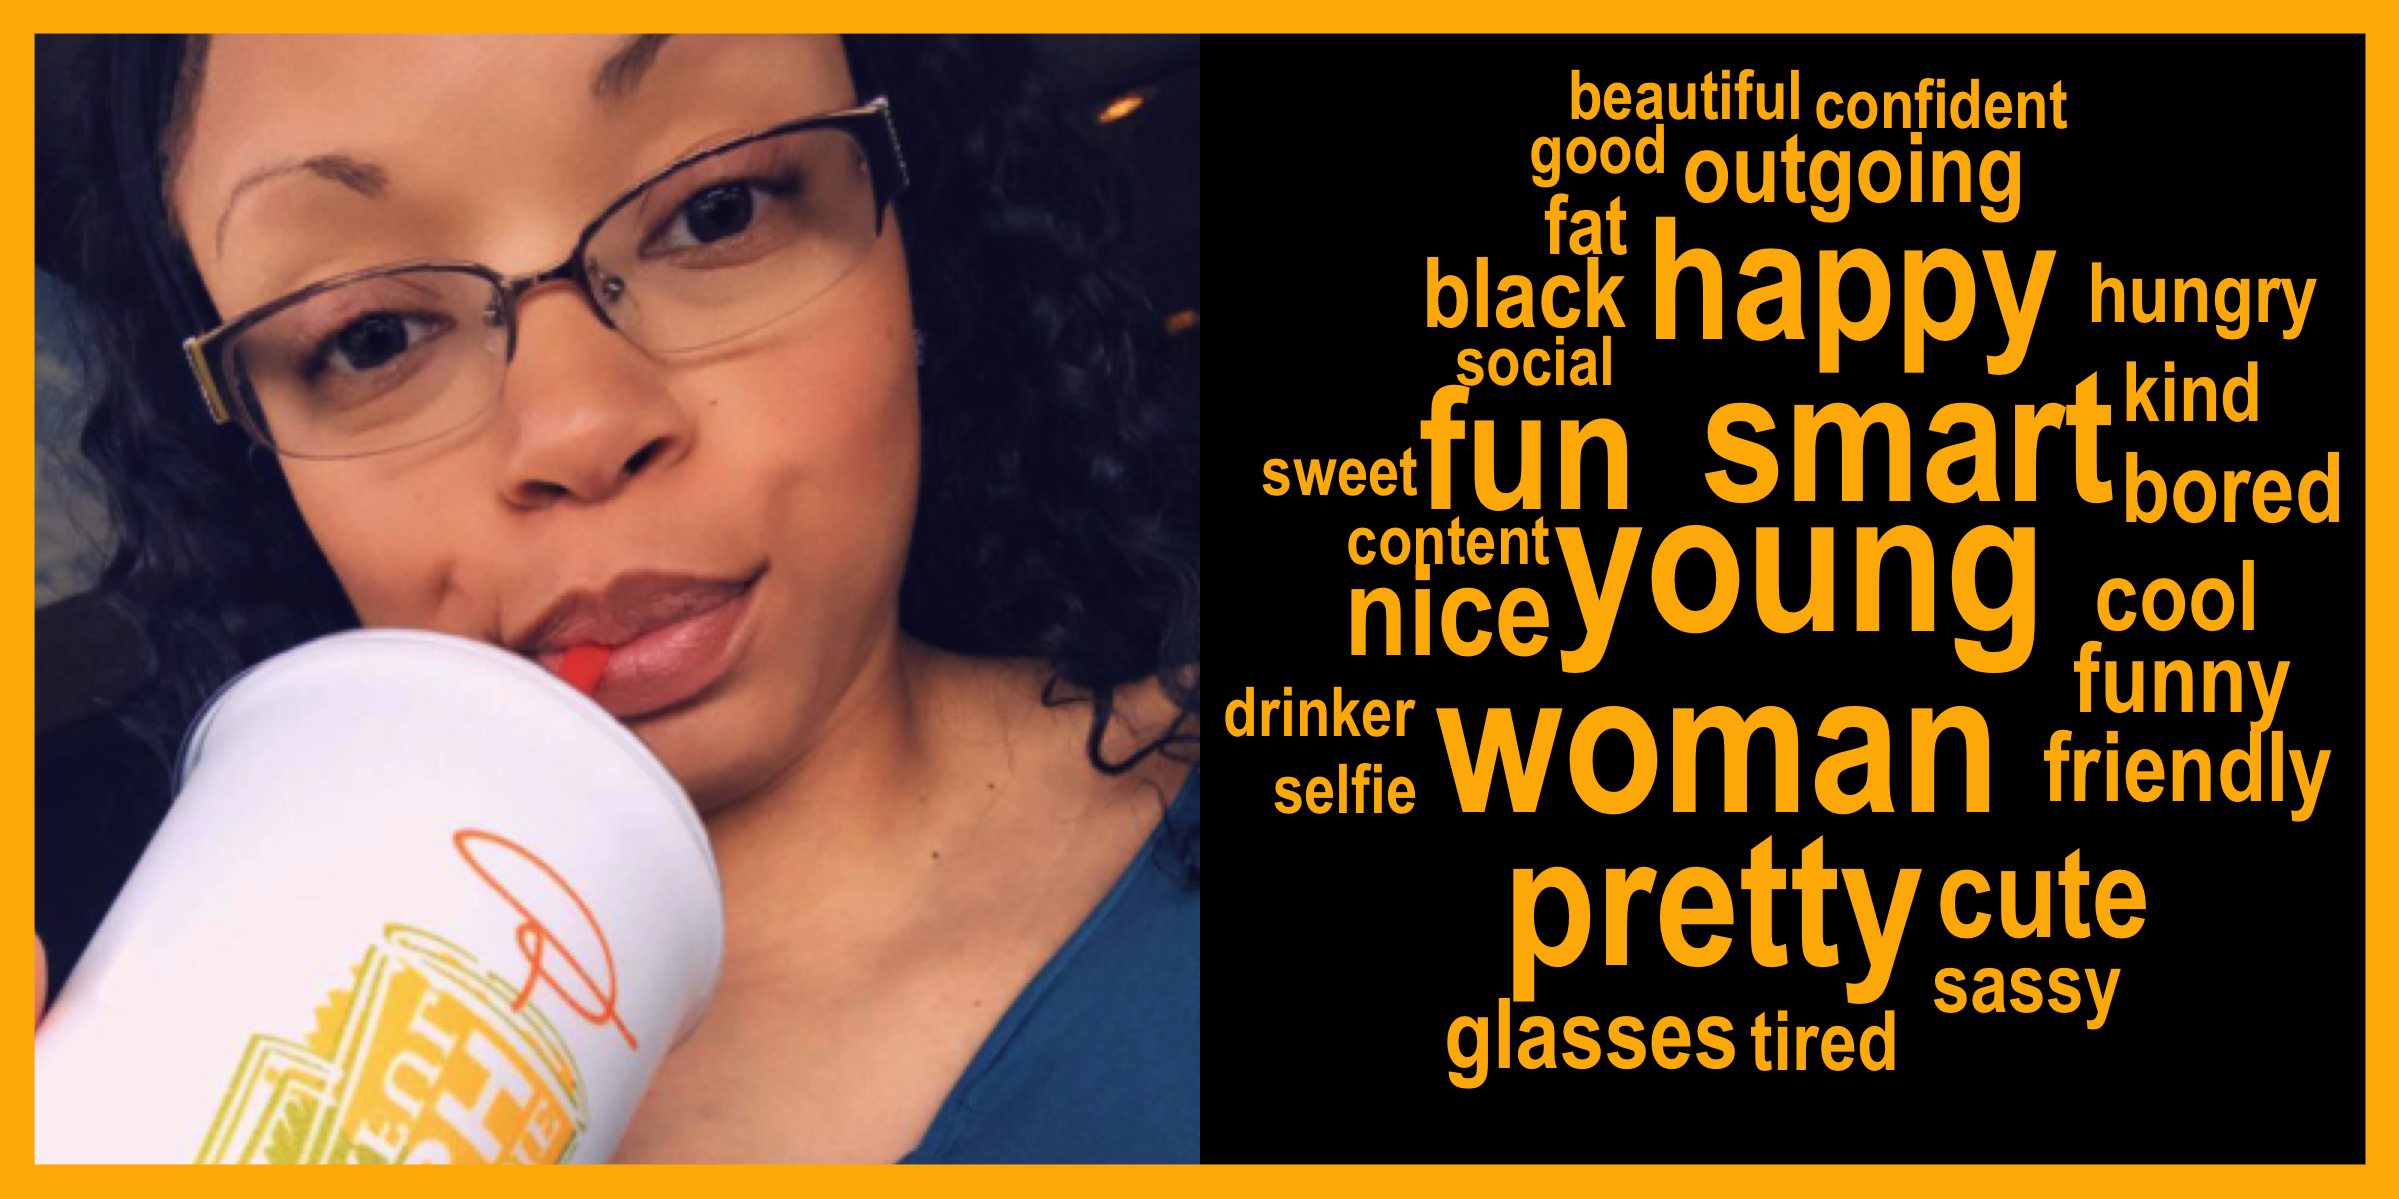 beautiful confident
good outgoing
fat
black happy hungry
social
kind
fun smart
sweet bored
content young
nice cool
funny
drinker woman
friendly
selfie
pretty cute
sassy
glasses tired